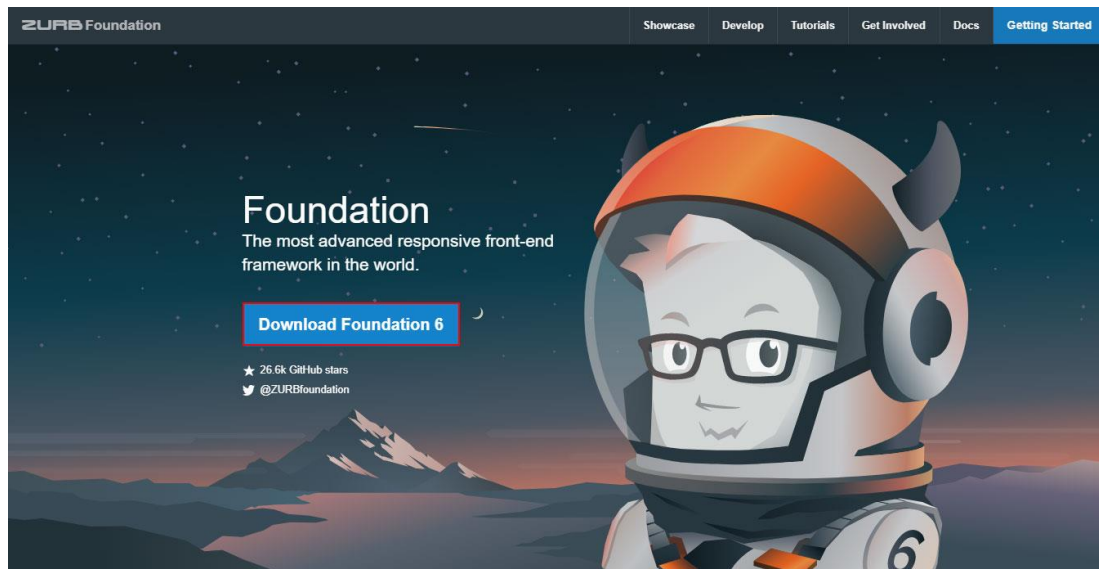 ZURB Foundation
Showcase Develop Tutorials Get Involved Docs Getting Started
Foundation
The most advanced responsive front-end
framework in the world.
Download Foundation 6
26.6k GitHub stars
@ZURBfoundation
6